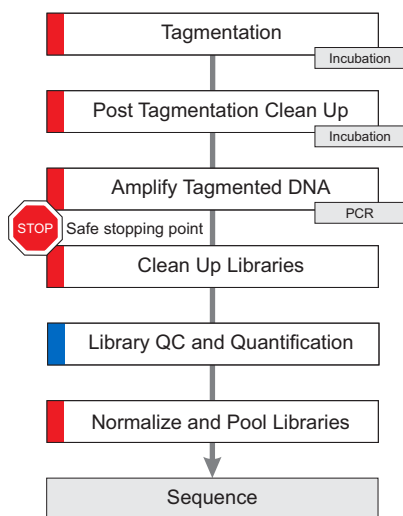 Tagmentation
Incubation
Post Tagmentation Clean Up
Incubation
Amplify Tagmented DNA
PCR
STOP Safe stopping point
Clean Up Libraries
Library QC and Quantification
Normalize and Pool Libraries
Sequence